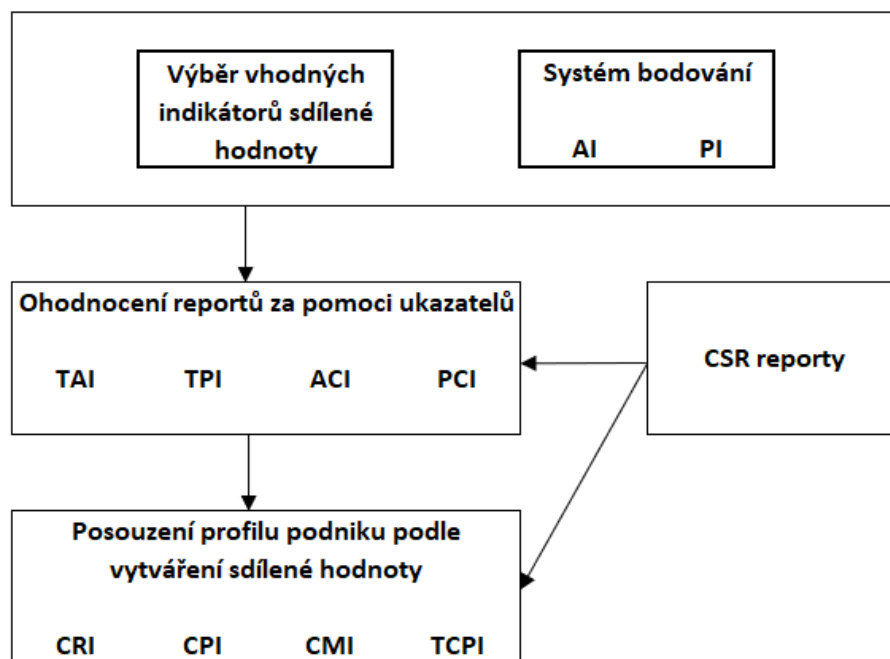 Výběr vhodných
indikátorů sdílené
hodnoty
Systém bodování
AI PI
Ohodnocení reportů za pomoci ukazatelů
TAI TPI ACI PCI
CSR reporty
Posouzení profilu podniku podle
vytváření sdílené hodnoty
CRI CPI CMI TCPI